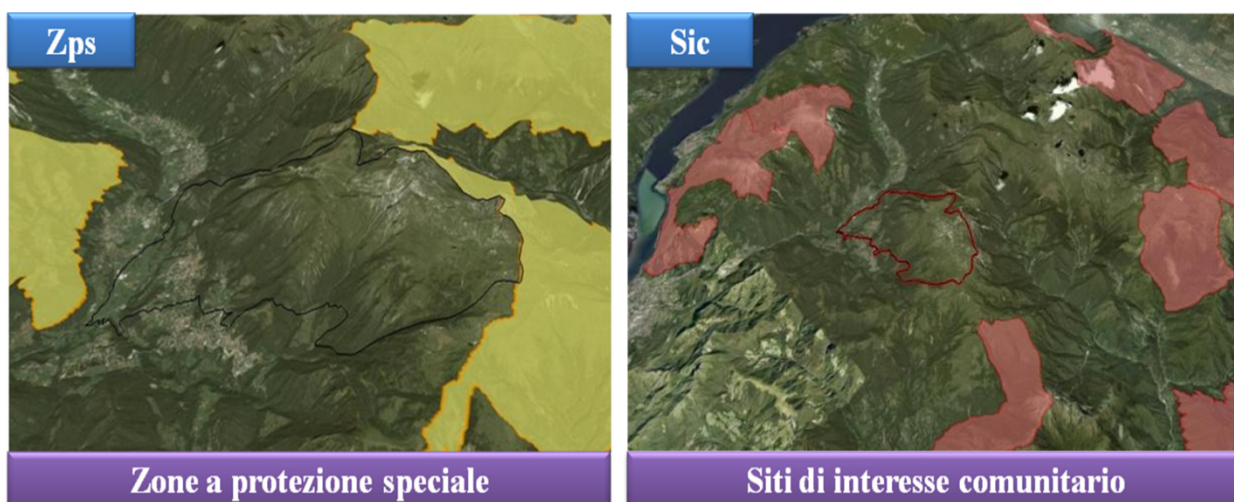 Zps
Zone a protezione speciale
Sic
Siti di interesse comunitario